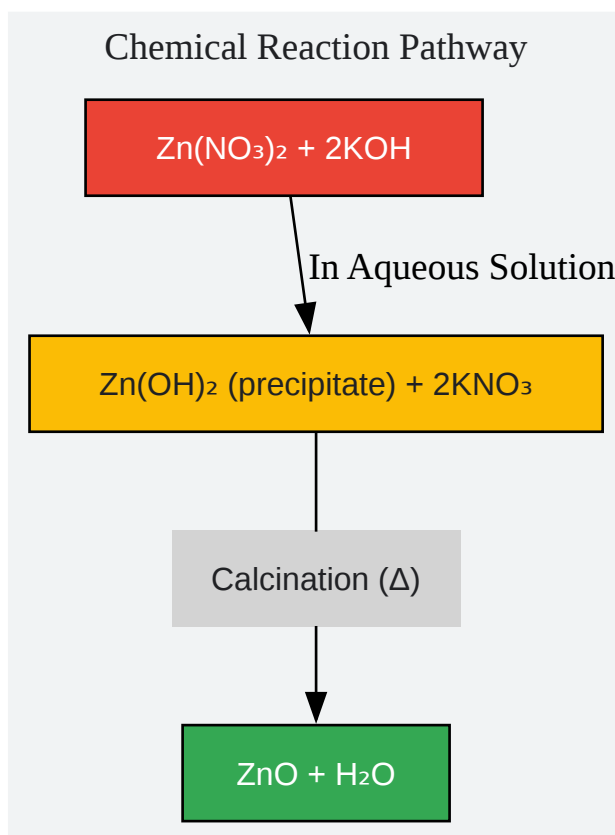 Chemical Reaction Pathway
Zn(NO₃)₂ + 2KOH
In Aqueous Solution
Zn(OH)₂ (precipitate) + 2KNO₃
Calcination (Δ)
ZnO + H₂O